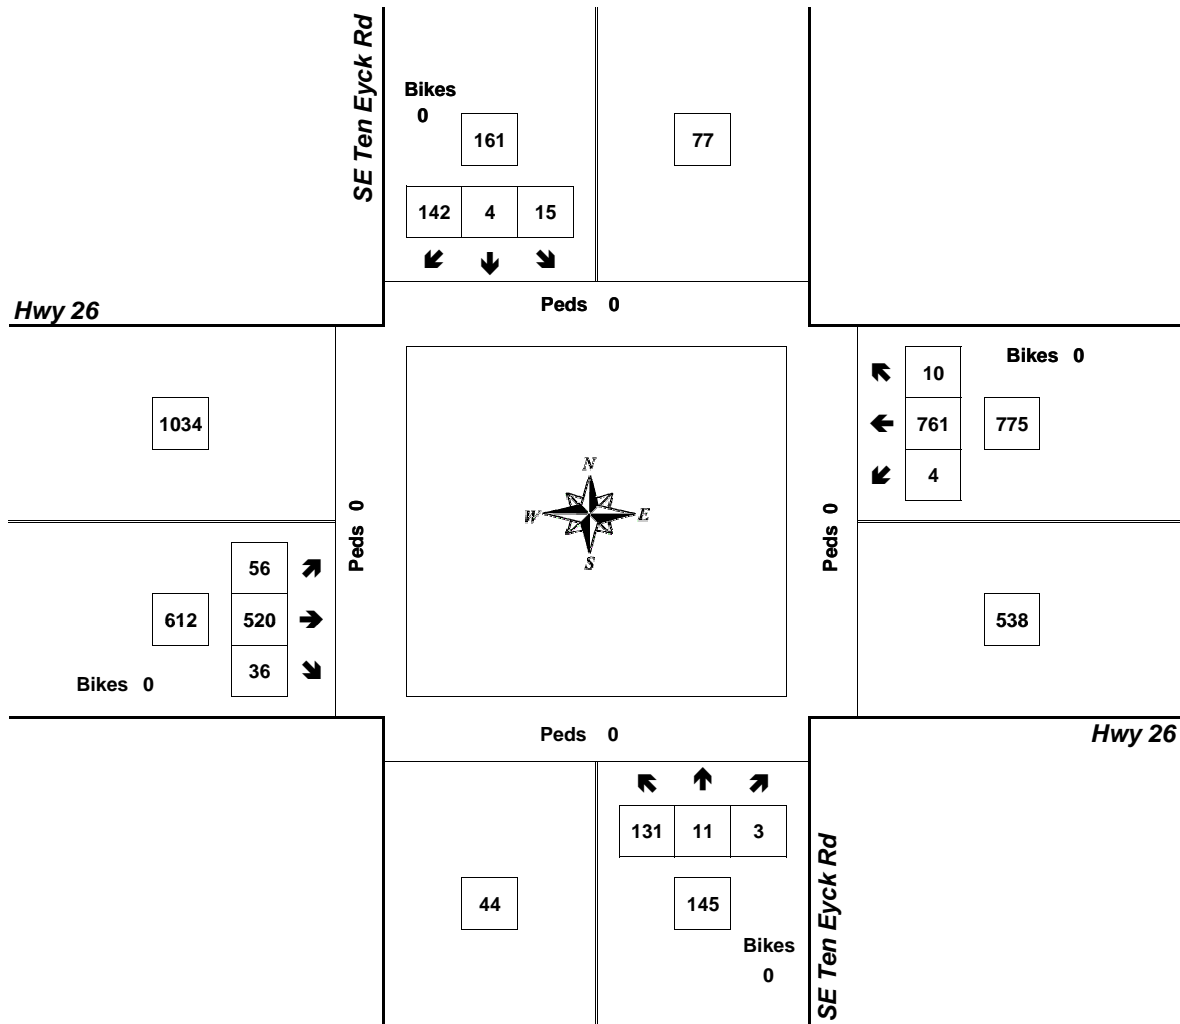 SE Ten Eyck Rd
Bikes
0
161
77
142 4 15
Peds 0
Hwy 26
Bikes 0
10
1034
761 775
4
N
W E
S
Peds 0
Peds 0
56
612 520
538
36
Bikes 0
Peds 0
Hwy 26
131 11 3
44
145
Bikes
0
SE Ten Eyck Rd